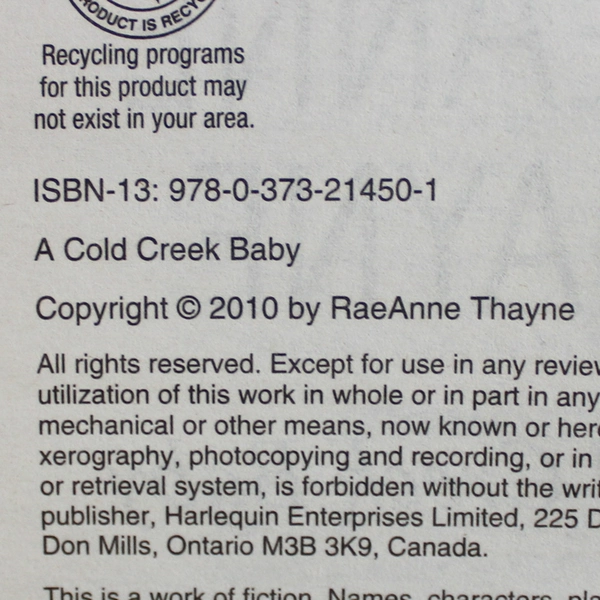 PRODUCT IS RECY
Recycling programs
for this product may
not exist in your area.
ISBN-13: 978-0-373-21450-1
A Cold Creek Baby
Copyright © 2010 by RaeAnne Thayne
All rights reserved. Except for use in any review
utilization of this work in whole or in part in any
mechanical or other means, now known or here
xerography, photocopying and recording, or in
or retrieval system, is forbidden without the writ
publisher, Harlequin Enterprises Limited, 225 D
Don Mills, Ontario M3B 3K9, Canada.
This is a work of fiction. Names, characters, pla